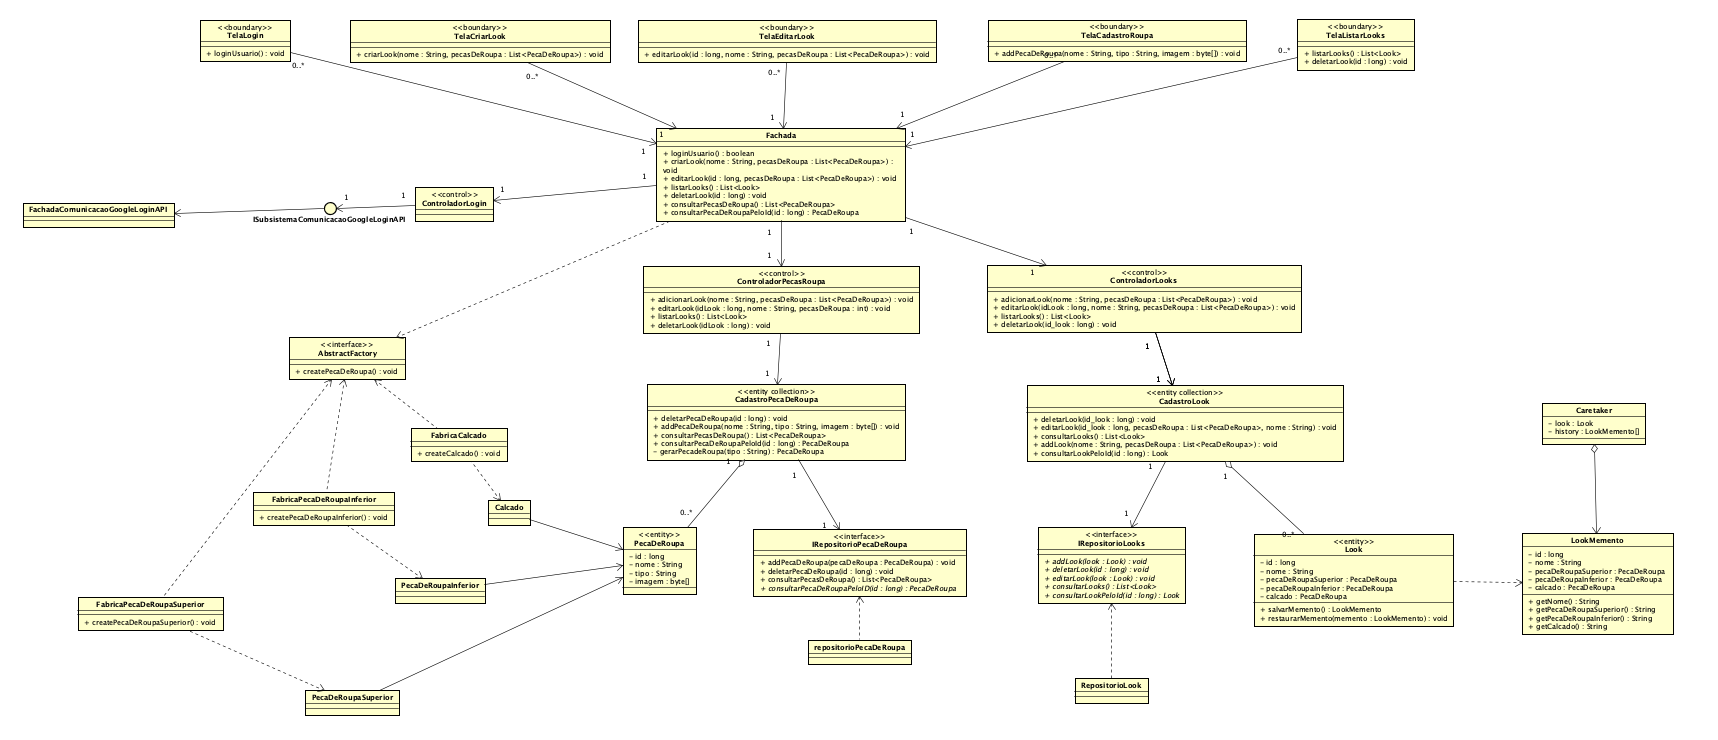 <<boundary>>
TelaLogin
+ loginUsuario() : void
<<boundary>>
TelaCriarLook
+ criarLook(nome : String, pecasDeRoupa : List<PecaDeRoupa>) : void
<<boundary>>
TelaEditarLook
+ editarLook(id : long, nome : String, pecasDeRoupa : List<PecaDeRoupa>) : void
<<boundary>>
TelaCadastroRoupa
+ addPecaDeRoupa(nome : String, tipo : String, imagem : byte[]) : void
<<boundary>>
TelaListarLooks
+ listarLooks() : List<Look>
+ deletarLook(id : long) : void
0..*
0..*
0..*
0..*
0..*
1
1
1
1
1
Fachada
+ loginUsuario() : boolean
+ criarLook(nome : String, pecasDeRoupa : List<PecaDeRoupa>) :
void
+ editarLook(id : long, pecasDeRoupa : List<PecaDeRoupa>) : void
+ listarLooks() : List<Look>
+ deletarLook(id : long) : void
+ consultarPecasDeRoupa() : List<PecaDeRoupa>
+ consultarPecaDeRoupaPeloId(id : long) : PecaDeRoupa
1
1
1
1
<<control>>
ControladorLogin
ISubsistemaComunicacaoGoogleLoginAPI
FachadaComunicacaoGoogleLoginAPI
1
1
1
1
<<control>>
ControladorPecasRoupa
+ adicionarLook(nome : String, pecasDeRoupa : List<PecaDeRoupa>) : void
+ editarLook(idLook : long, nome : String, pecasDeRoupa : int) : void
+ listarLooks() : List<Look>
+ deletarLook(idLook : long) : void
<<control>>
ControladorLooks
+ adicionarLook(nome : String, pecasDeRoupa : List<PecaDeRoupa>) : void
+ editarLook(idLook : long, nome : String, pecasDeRoupa : List<PecaDeRoupa>) : void
+ listarLooks() : List<Look>
+ deletarLook(id_look : long) : void
<<interface>>
AbstractFactory
+ createPecaDeRoupa() : void
1
1
1
1
<<entity collection>>
CadastroPecaDeRoupa
+ deletarPecaDeRoupa(id : long) : void
+ addPecaDeRoupa(nome : String, tipo : String, imagem : byte[]) : void
+ consultarPecasDeRoupa() : List<PecaDeRoupa>
+ consultarPecaDeRoupaPeloId(id : long) : PecaDeRoupa
- gerarPecadeRoupa(tipo : String) : PecaDeRoupa
<<entity collection>>
CadastroLook
+ deletarLook(id_look : long) : void
+ editarLook(id_look : long, pecasDeRoupa : List<PecaDeRoupa>, nome : String) : void
+ consultarLooks() : List<Look>
+ addLook(nome : String, pecasDeRoupa : List<PecaDeRoupa>) : void
+ consultarLookPeloId(id : long) : Look
Caretaker
- look : Look
- history : LookMemento[]
FabricaCalcado
+ createCalcado() : void
FabricaPecaDeRoupaInferior
+ createPecaDeRoupaInferior() : void
Calcado
1
0..*
1
1
1
1
1
0..*
<<entity>>
PecaDeRoupa
- id : long
- nome : String
- tipo : String
- imagem : byte[]
<<interface>>
IRepositorioPecaDeRoupa
+ addPecaDeRoupa(pecaDeRoupa : PecaDeRoupa) : void
+ deletarPecaDeRoupa(id : long) : void
+ consultarPecasDeRoupa() : List<PecaDeRoupa>
+ consultarPecaDeRoupaPeloID(id : long) : PecaDeRoupa
<<interface>>
IRepositorioLooks
+ addLook(look : Look) : void
+ deletarLook(id : long) : void
+ editarLook(look : Look) : void
+ consultarLooks() : List<Look>
+ consultarLookPeloId(id : long) : Look
<<entity>>
Look
- id : long
- nome : String
- pecaDeRoupaSuperior : PecaDeRoupa
- pecaDeRoupaInferior : PecaDeRoupa
- calcado : PecaDeRoupa
+ salvarMemento() : LookMemento
+ restaurarMemento(memento : LookMemento) : void
LookMemento
- id : long
- nome : String
- pecaDeRoupaSuperior : PecaDeRoupa
- pecaDeRoupaInferior : PecaDeRoupa
- calcado : PecaDeRoupa
+ getNome() : String
+ getPecaDeRoupaSuperior() : String
+ getPecaDeRoupaInferior() : String
+ getCalcado() : String
PecaDeRoupaInferior
FabricaPecaDeRoupaSuperior
+ createPecaDeRoupaSuperior() : void
repositorioPecaDeRoupa
RepositorioLook
PecaDeRoupaSuperior